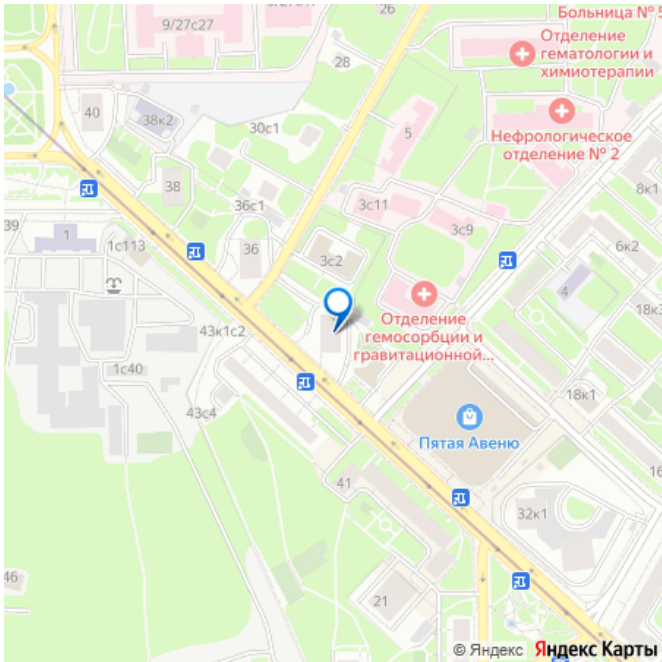 9/27с27
9/27с17
26
Больница № 5
Отделение
гематологии и
химиотерапии
28
40
38к2
30с1
5
Нефрологическое
отделение № 2
38
36с1
3с11
3с9
8к1
39
1
1с113
36
3с2
6к2
4
18к3
Отделение
гемосорбции и
гравитационной...
43к1с2
1с40
43с4
18к1
Пятая Авеню
16
41
32к1
46
21
© Яндекс Яндекс Карты